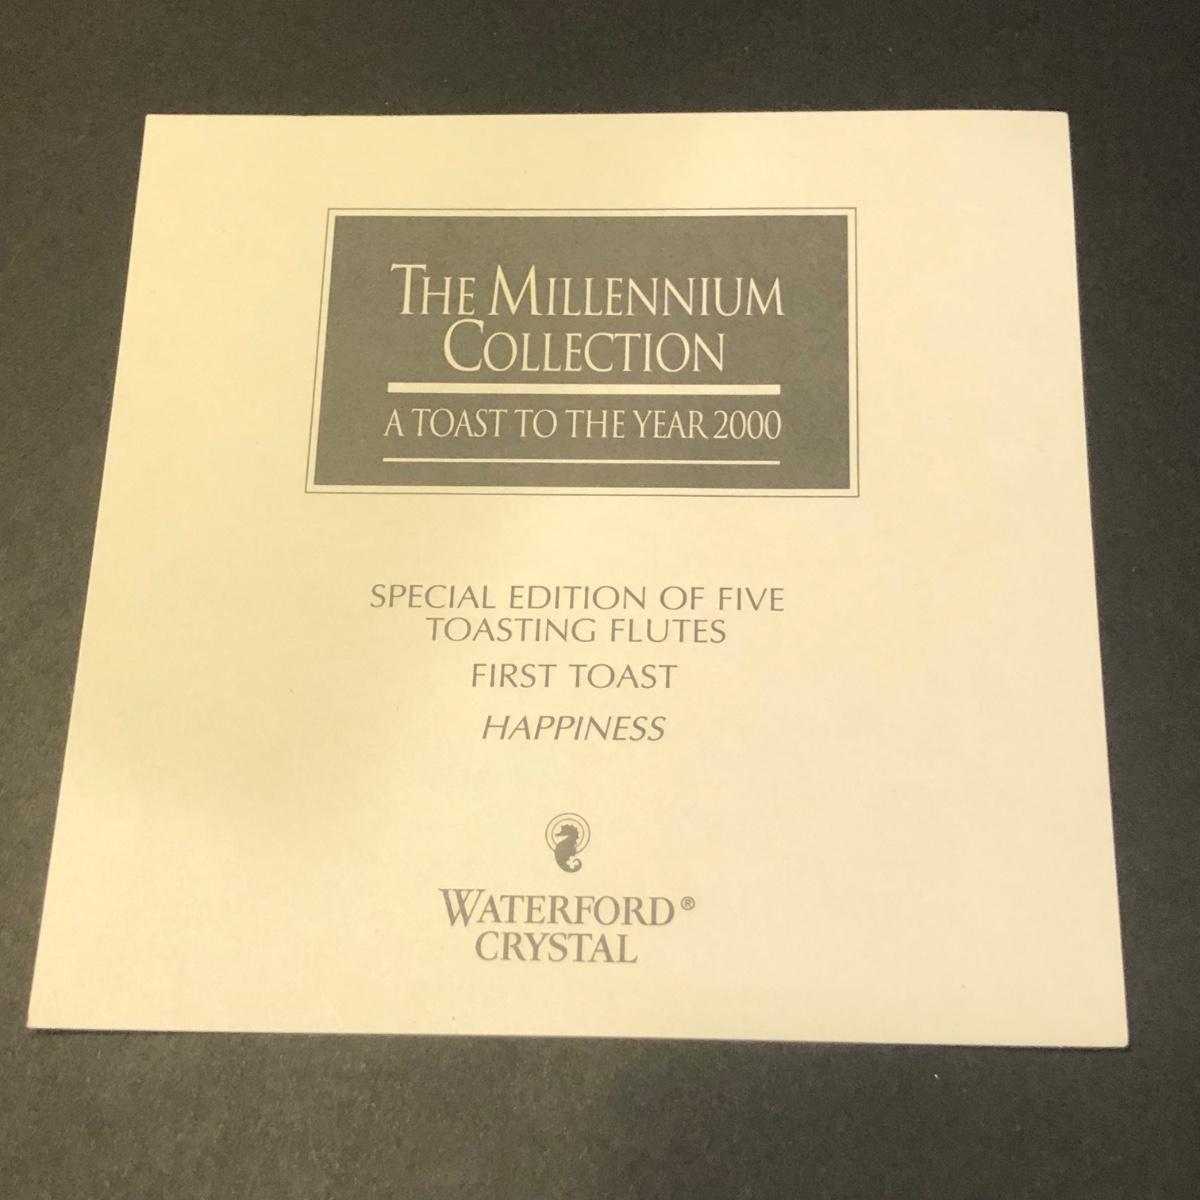 THE MILLENNIUM
COLLECTION
A TOAST TO THE YEAR 2000
SPECIAL EDITION OF FIVE
TOASTING FLUTES
FIRST TOAST
HAPPINESS
WATERFORD®
CRYSTAL